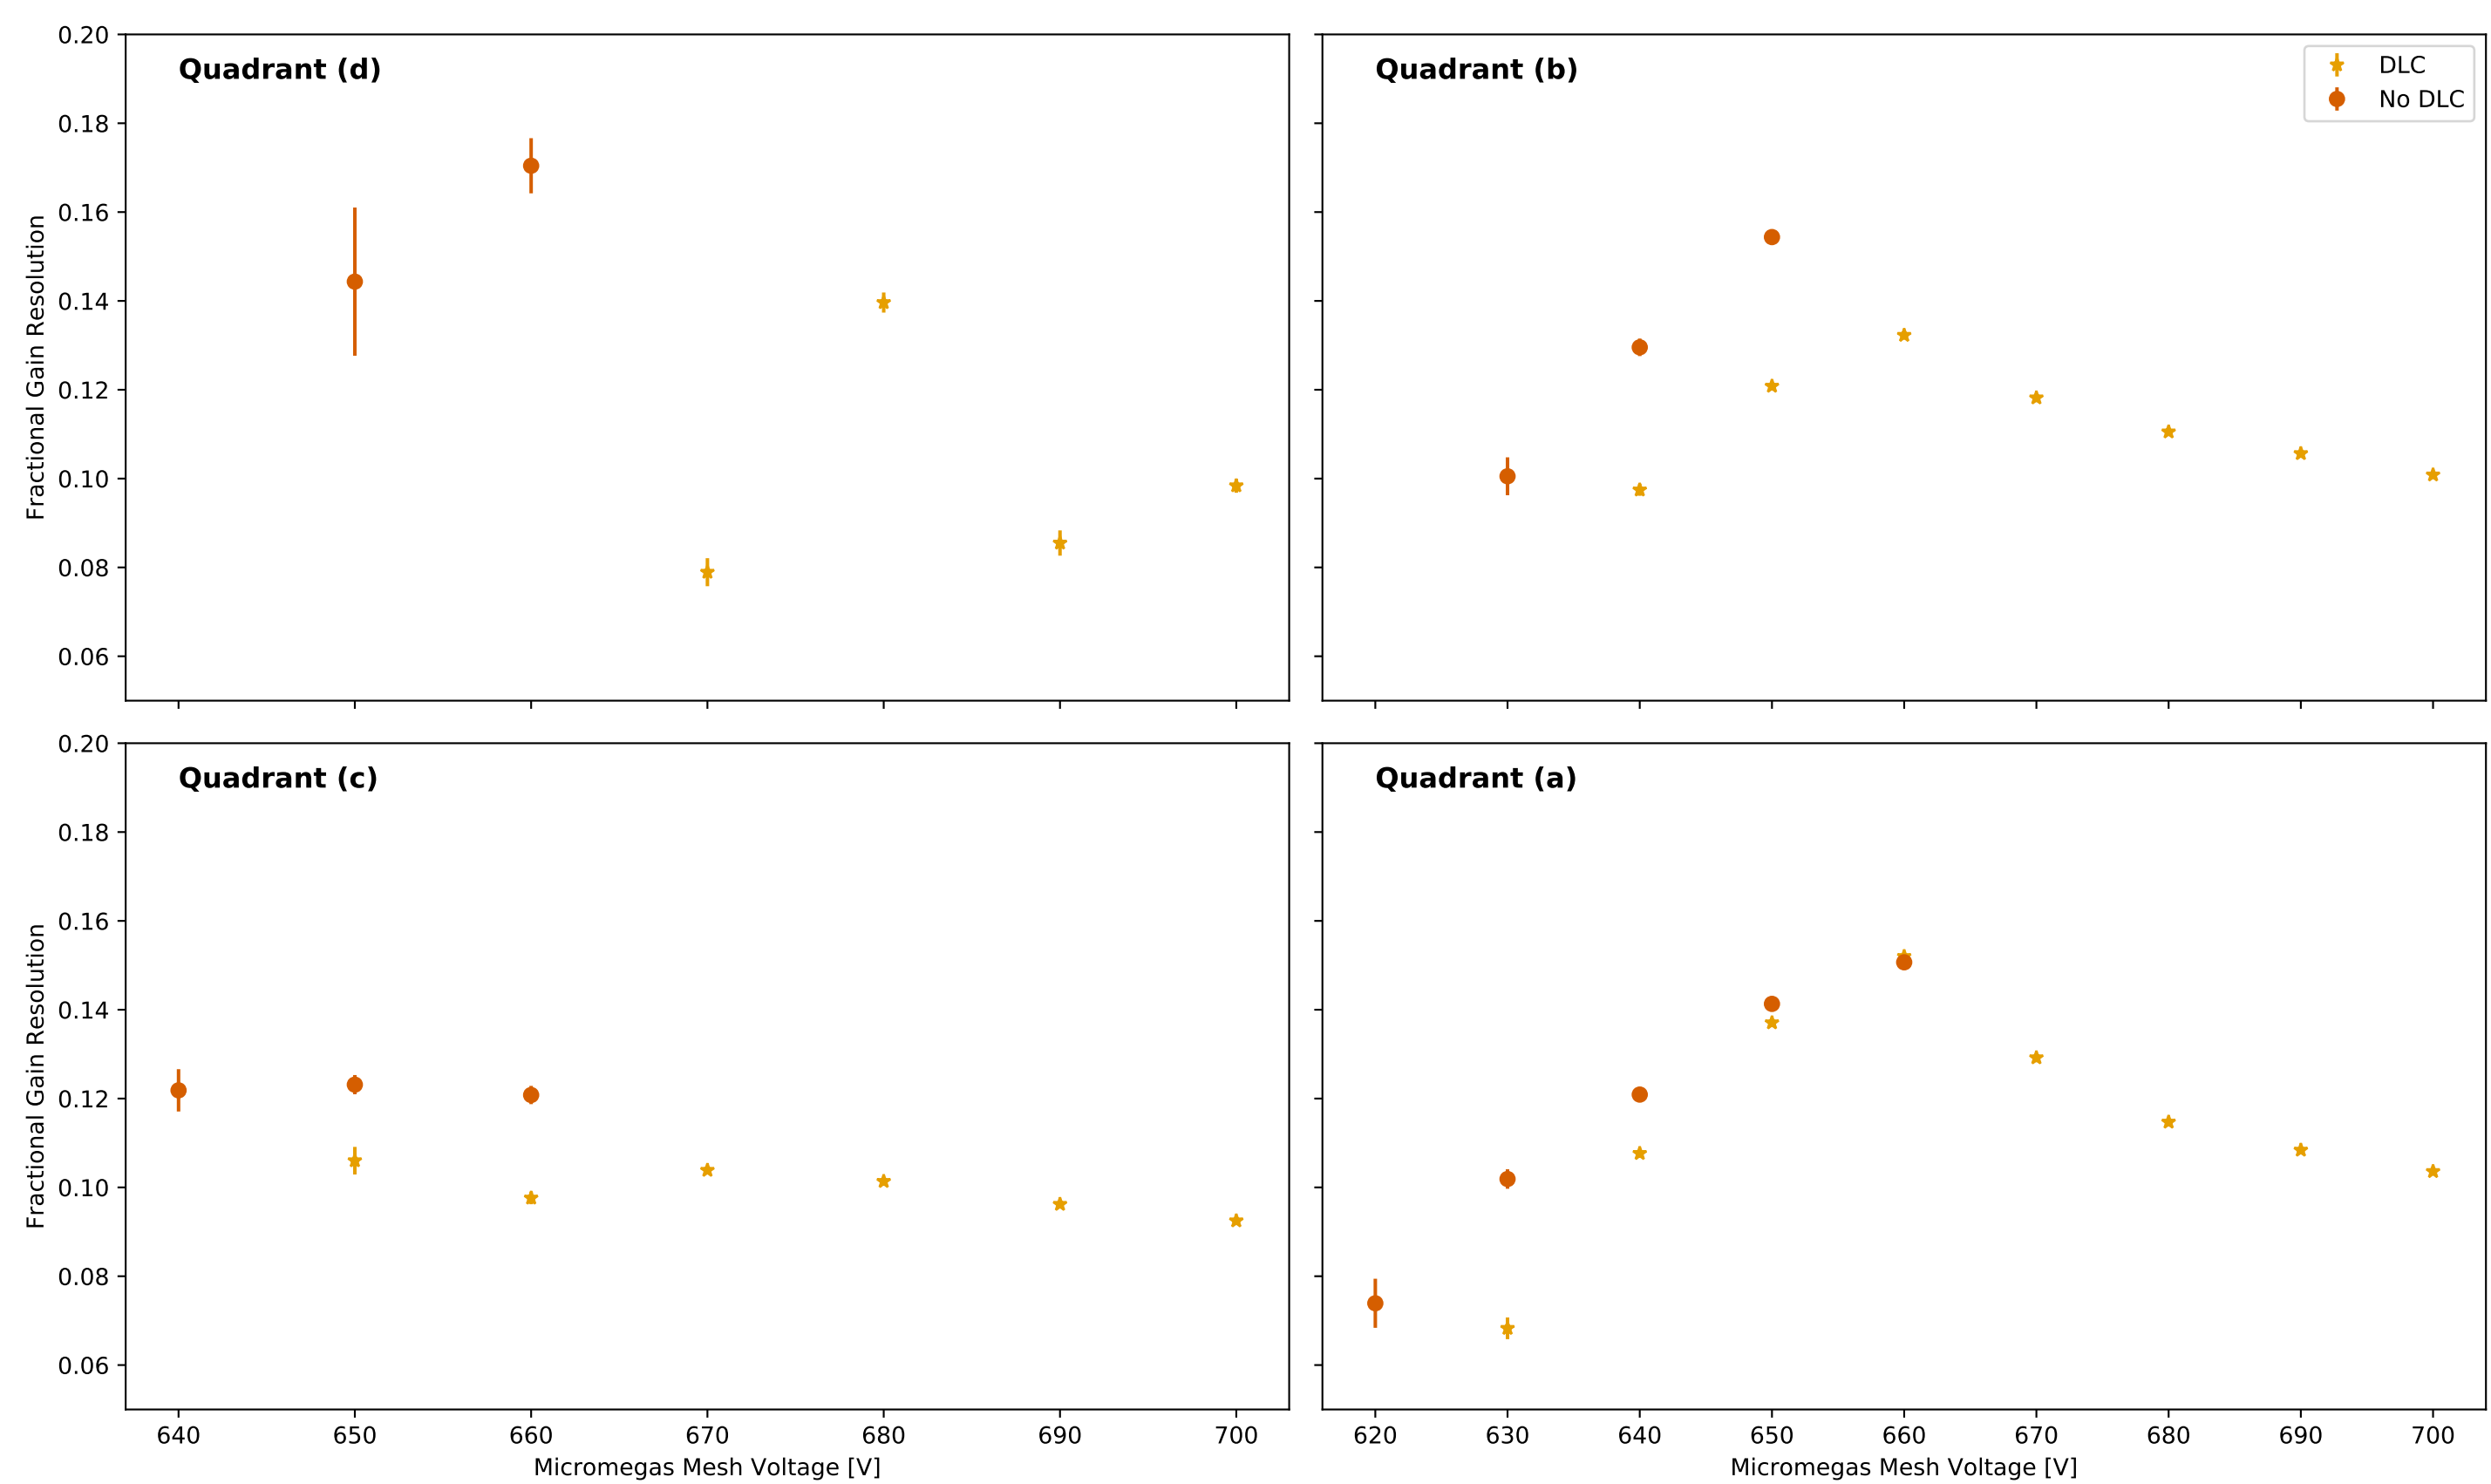 Quadrant (d)
0.20
0.18
0.16
0.14
0.12
0.10
0.08
0.06
Fractional Gain Resolution
Quadrant (b)
DLC
No DLC
Quadrant (c)
0.20
0.18
0.16
0.14
0.12
0.10
0.08
0.06
Fractional Gain Resolution
640 650 660 670 680 690 700
Micromegas Mesh Voltage [V]
Quadrant (a)
620 630 640 650 660 670 680 690 700
Micromegas Mesh Voltage [V]